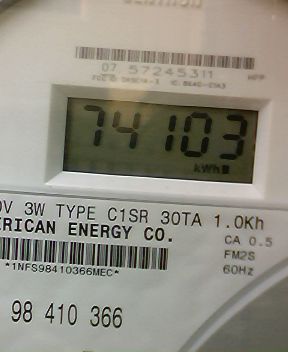 07 57245311
74103
kWh
0V 3W TYPE C1SR 30TA 1.0Kh
ERICAN ENERGY CO.
CA 0.5
FM2S
60Hz
*1NFS98410366MEC*
98 410 366